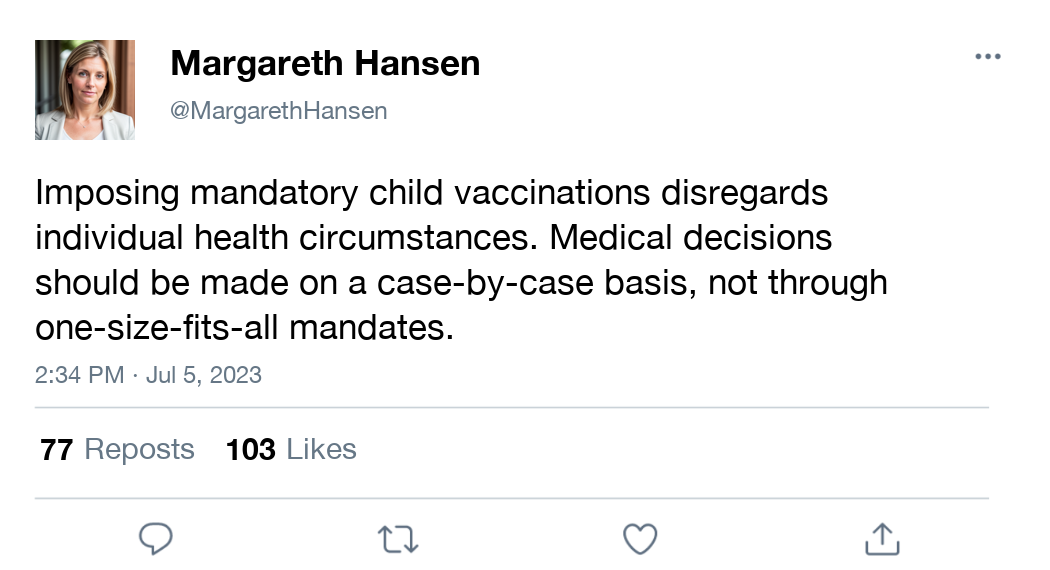 Margareth Hansen
@MargarethHansen
Imposing mandatory child vaccinations disregards
individual health circumstances. Medical decisions
should be made on a case-by-case basis, not through
one-size-fits-all mandates.
2:34 PM · Jul 5, 2023
77 Reposts 103 Likes